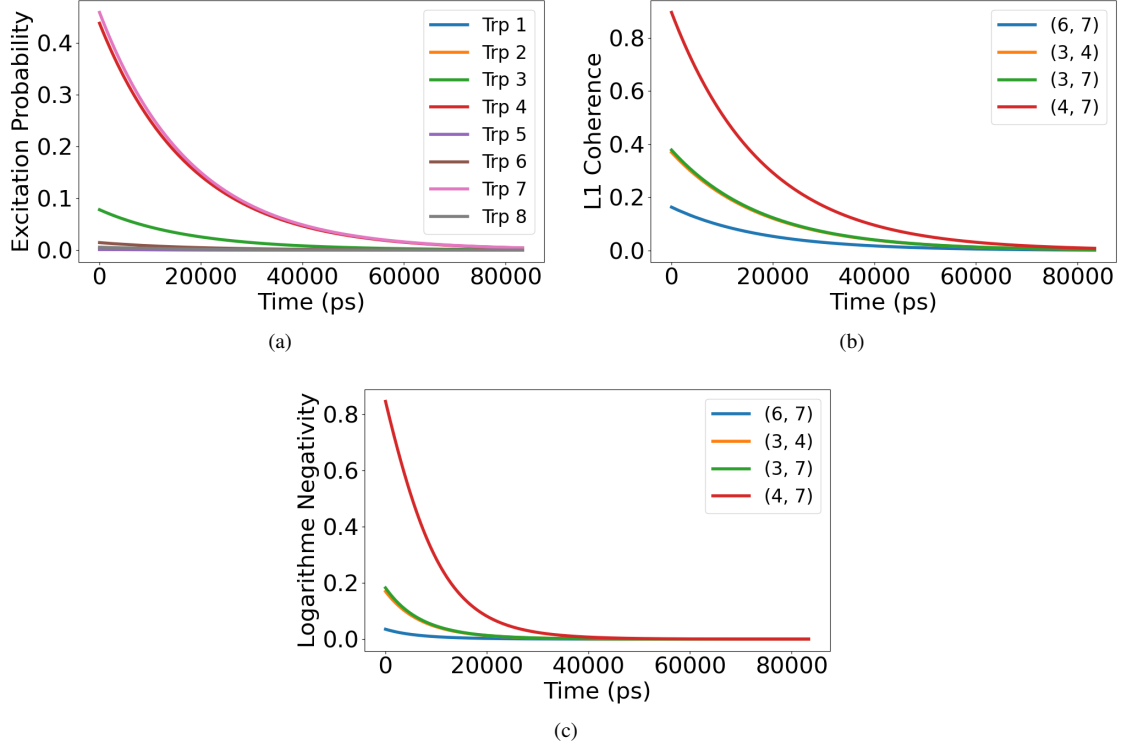 Excitation Probability
0.4
0.3
0.2
0.1
0.0
Trp 1
Trp 2
Trp 3
Trp 4
Trp 5
Trp 6
Trp 7
Trp 8
0 20000 40000 60000 80000
Time (ps)
(a)
L1 Coherence
0.8
0.6
0.4
0.2
0.0
(6, 7)
(3, 4)
(3, 7)
(4, 7)
0 20000 40000 60000 80000
Time (ps)
(b)
Logarithme Negativity
0.8
0.6
0.4
0.2
0.0
(6, 7)
(3, 4)
(3, 7)
(4, 7)
0 20000 40000 60000 80000
Time (ps)
(c)